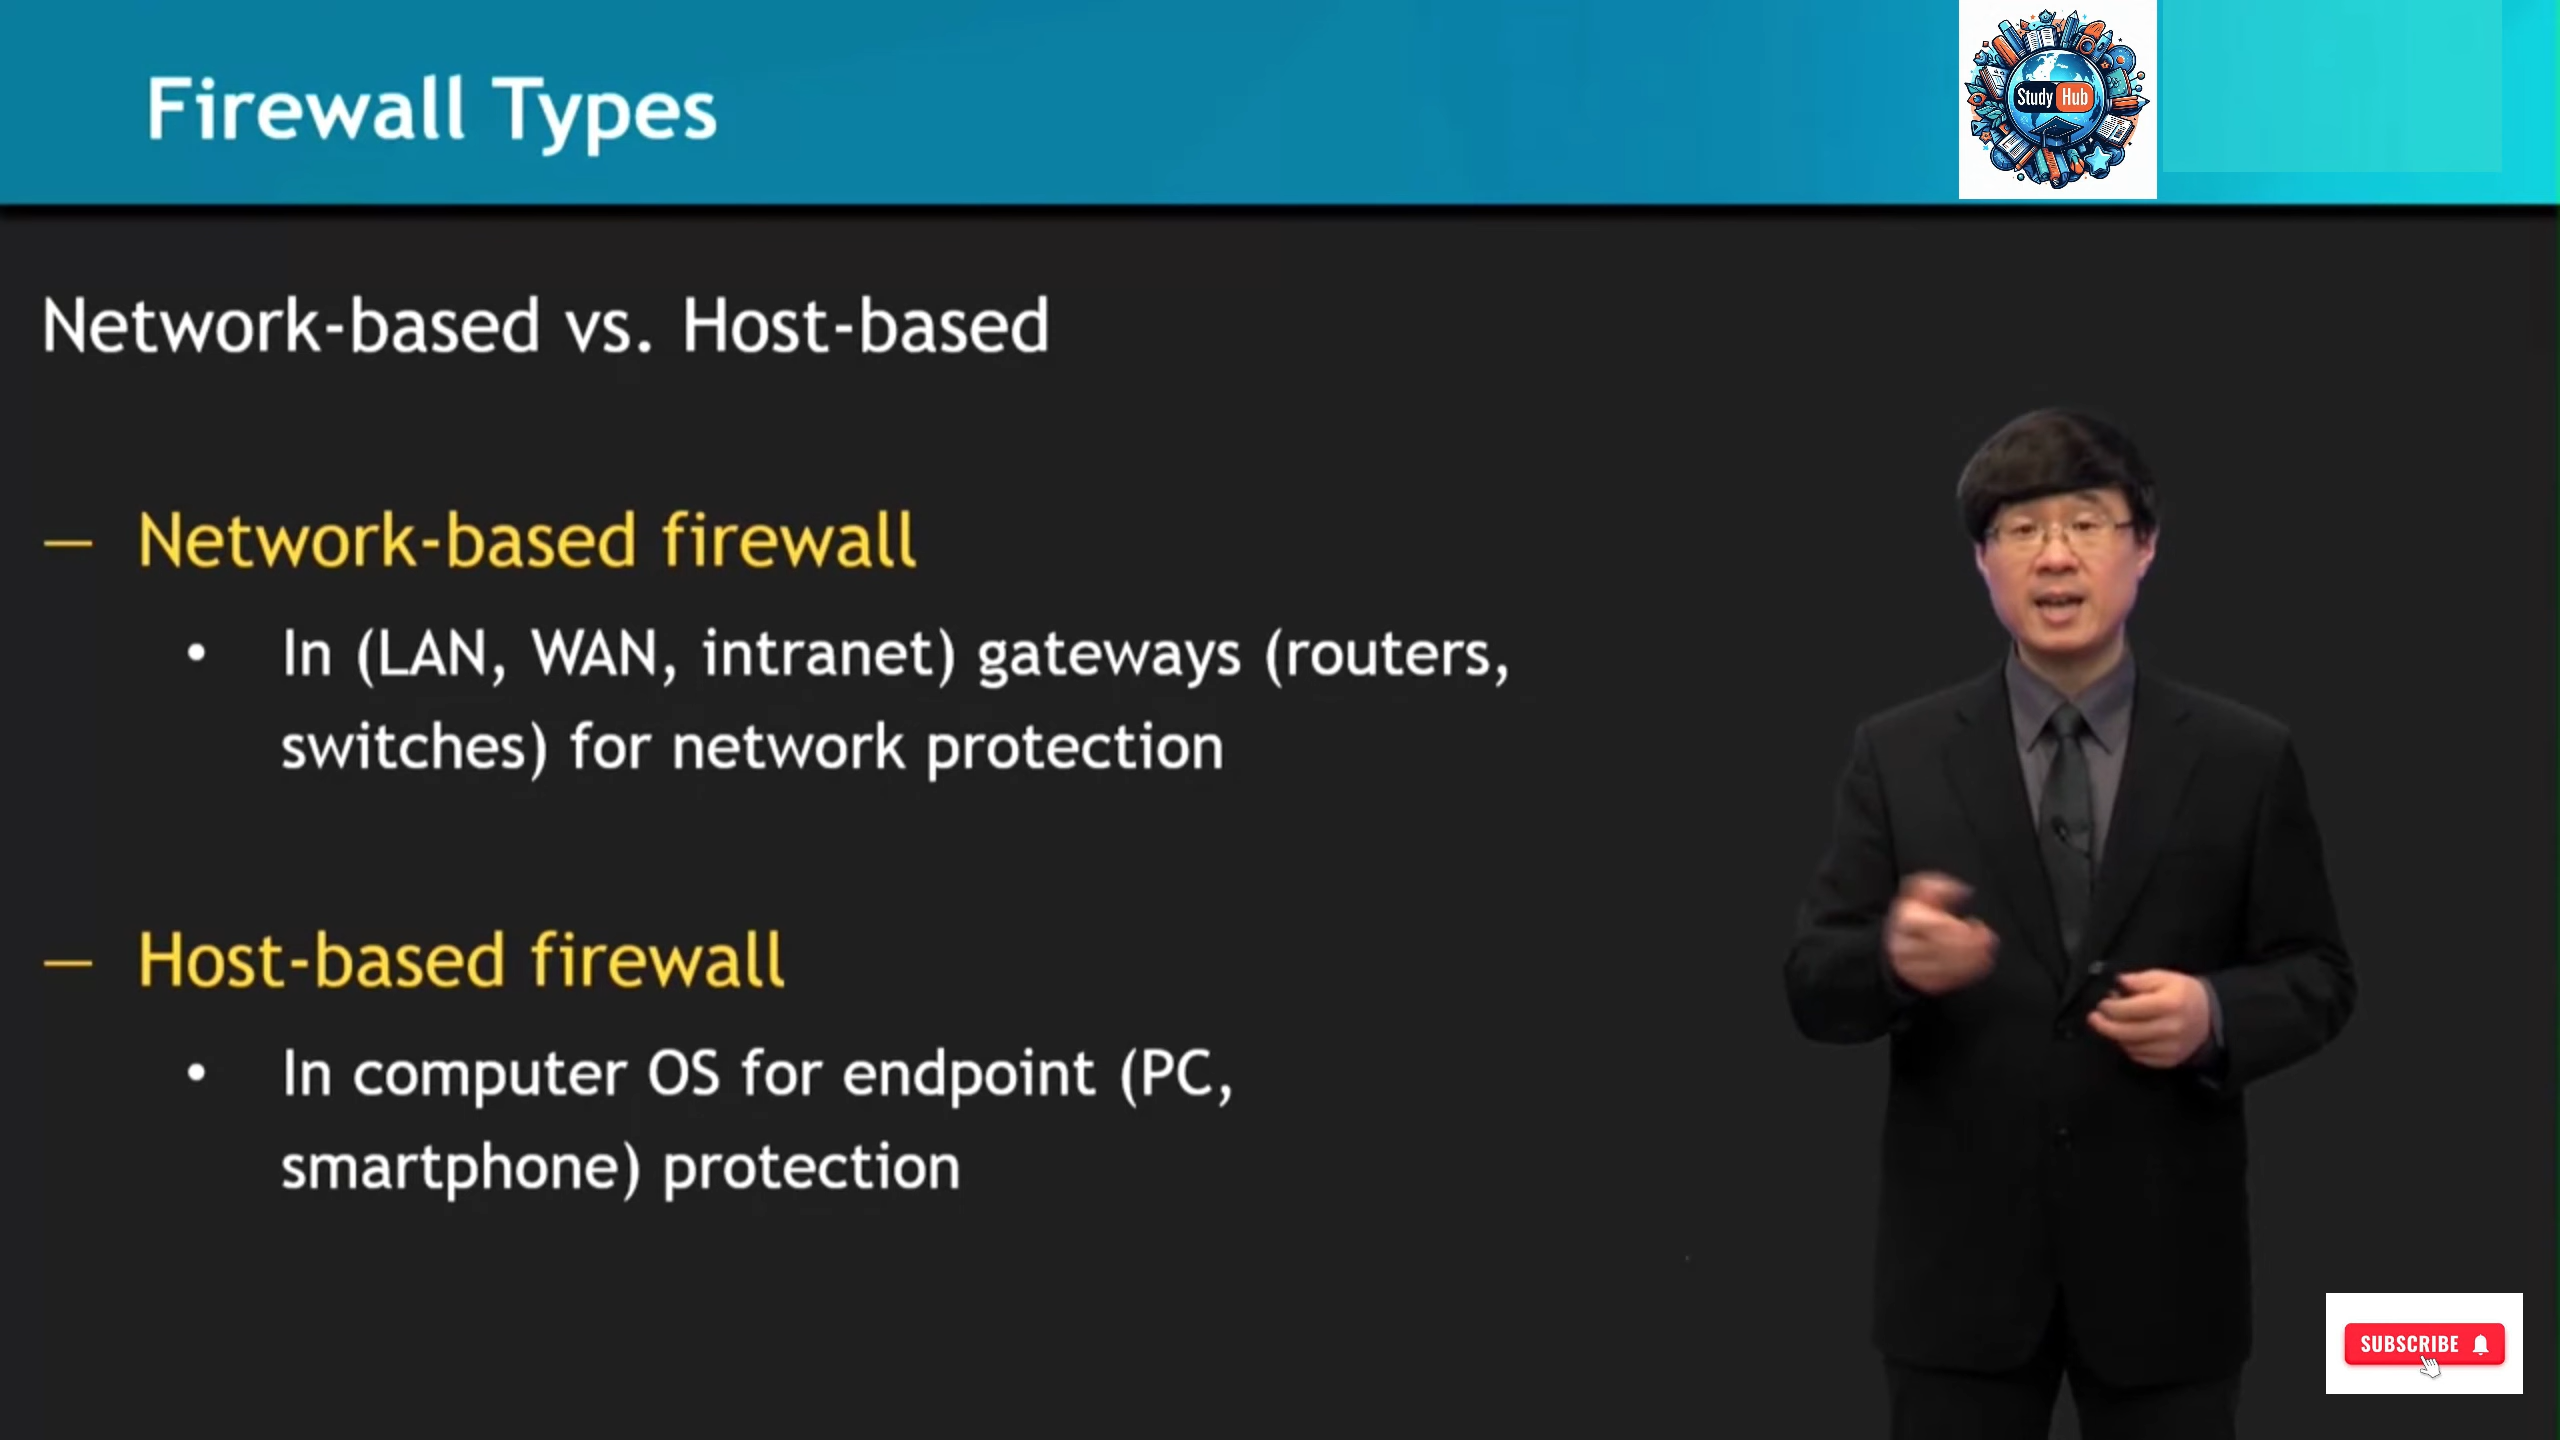 Firewall Types
Study Hub
Network-based vs. Host-based
— Network-based firewall
• In (LAN, WAN, intranet) gateways (routers,
switches) for network protection
— Host-based firewall
• In computer OS for endpoint (PC,
smartphone) protection
SUBSCRIBE